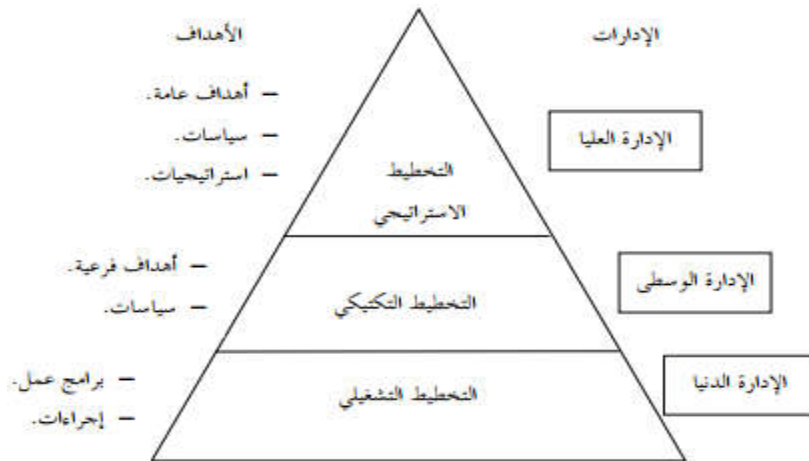 الإدارات
الأهداف
– أهداف عامة.
– سياسات.
– استراتيجيات.
الإدارة العليا
التخطيط
الاستراتيجي
– أهداف فرعية.
– سياسات.
التخطيط التكتيكي
الإدارة الوسطى
– برامج عمل.
– إجراءات.
التخطيط التشغيلي
الإدارة الدنيا